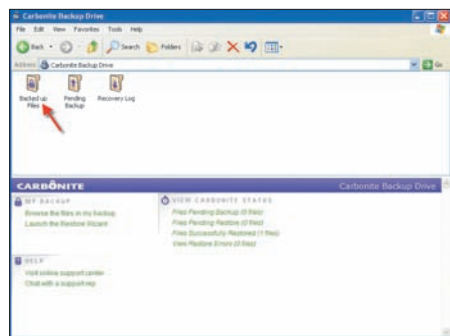 Carbonite Backup Drive
File Edit View Favorites Tools Help
Back Search Folders
Address Carbonite Backup Drive Go
Backed up Files
Pending Backup
Recovery Log
CARBONITE Carbonite Backup Drive
MY BACKUP
Browse the files in my backup
Launch the Restore Wizard
VIEW CARBONITE STATUS
Files Pending Backup (0 files)
Files Pending Restore (0 files)
Files Successfully Restored (1 files)
View Restore Errors (0 files)
HELP
Visit online support center
Chat with a support rep